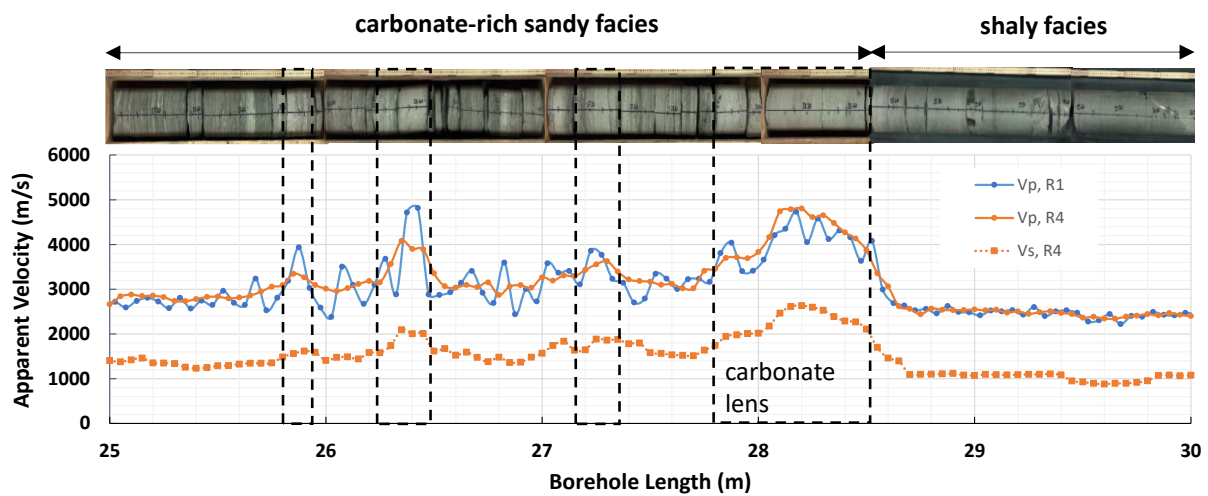 carbonate-rich sandy facies
shaly facies
6000
5000
4000
3000
2000
1000
0
Apparent Velocity (m/s)
Vp, R1
Vp, R4
Vs, R4
carbonate
lens
25 26 27 28 29 30
Borehole Length (m)